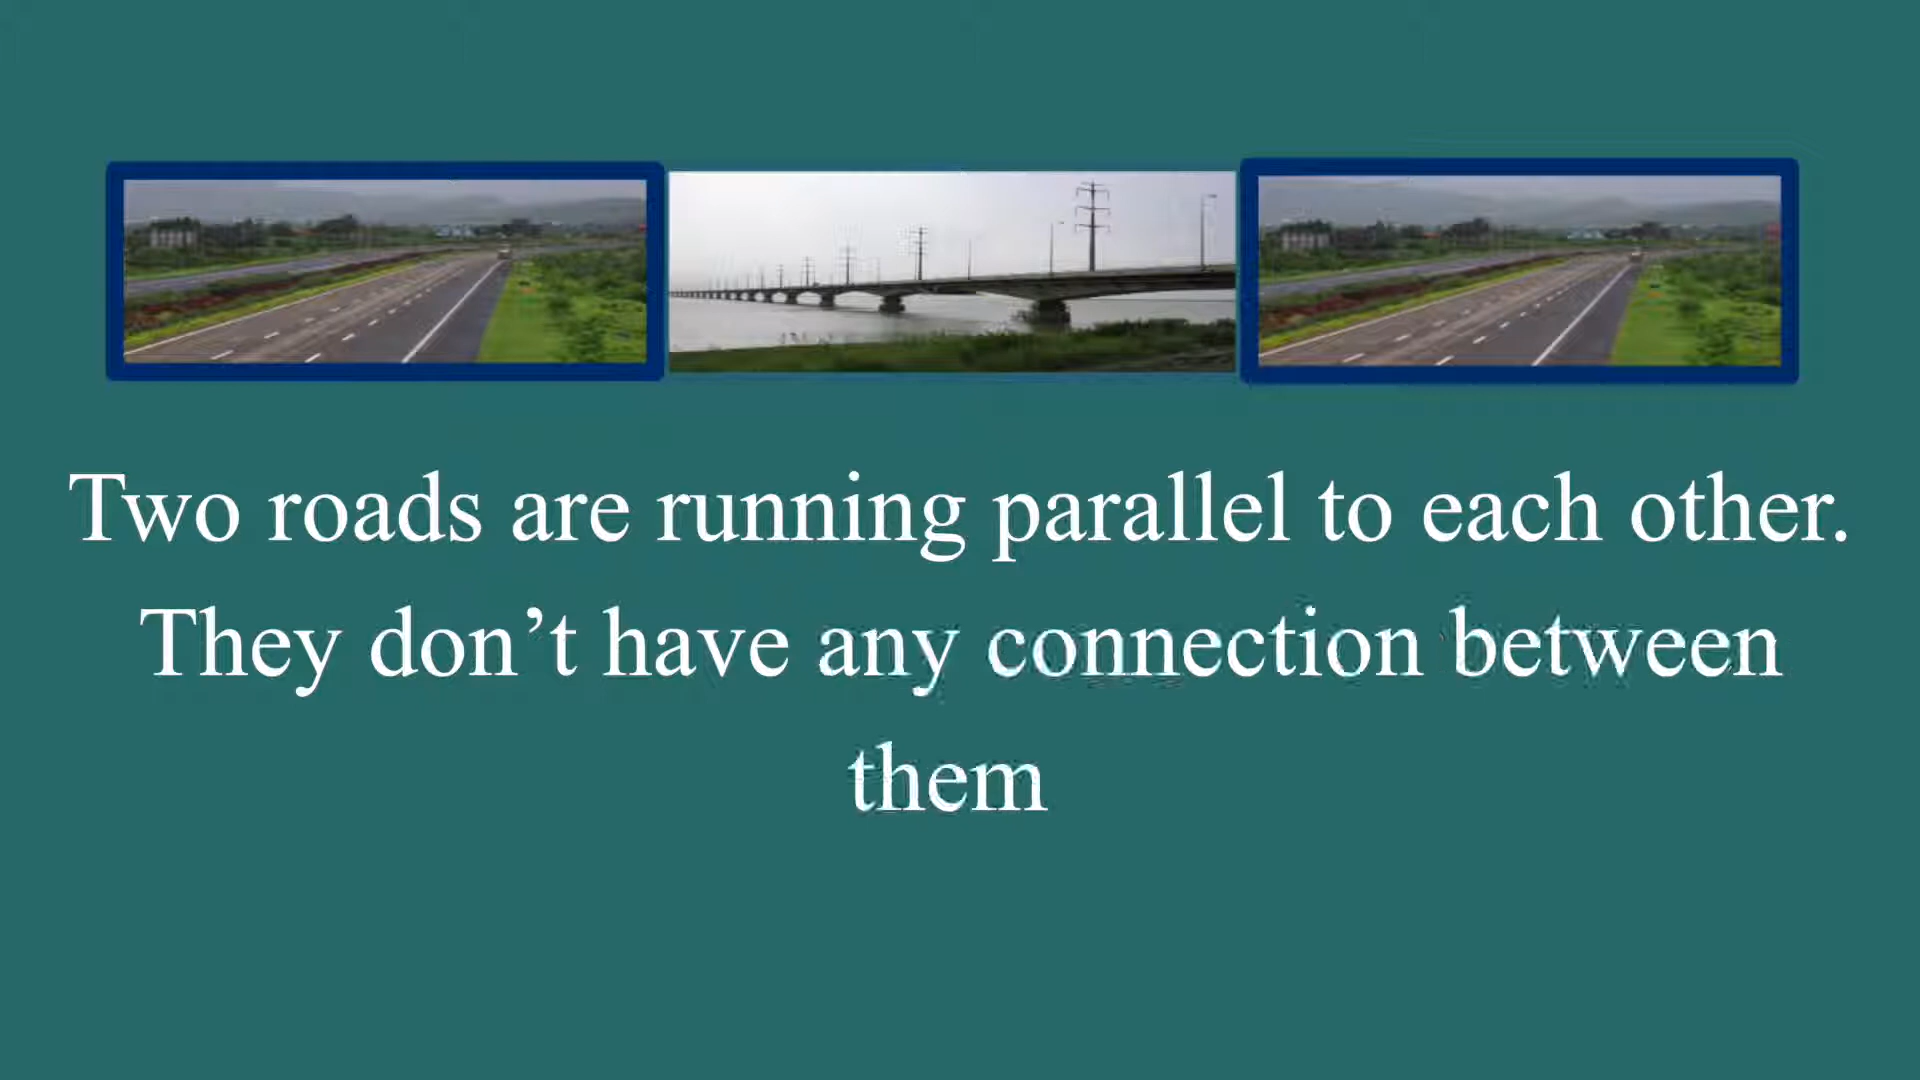 Two roads are running parallel to each other.
They don’t have any connection between
them